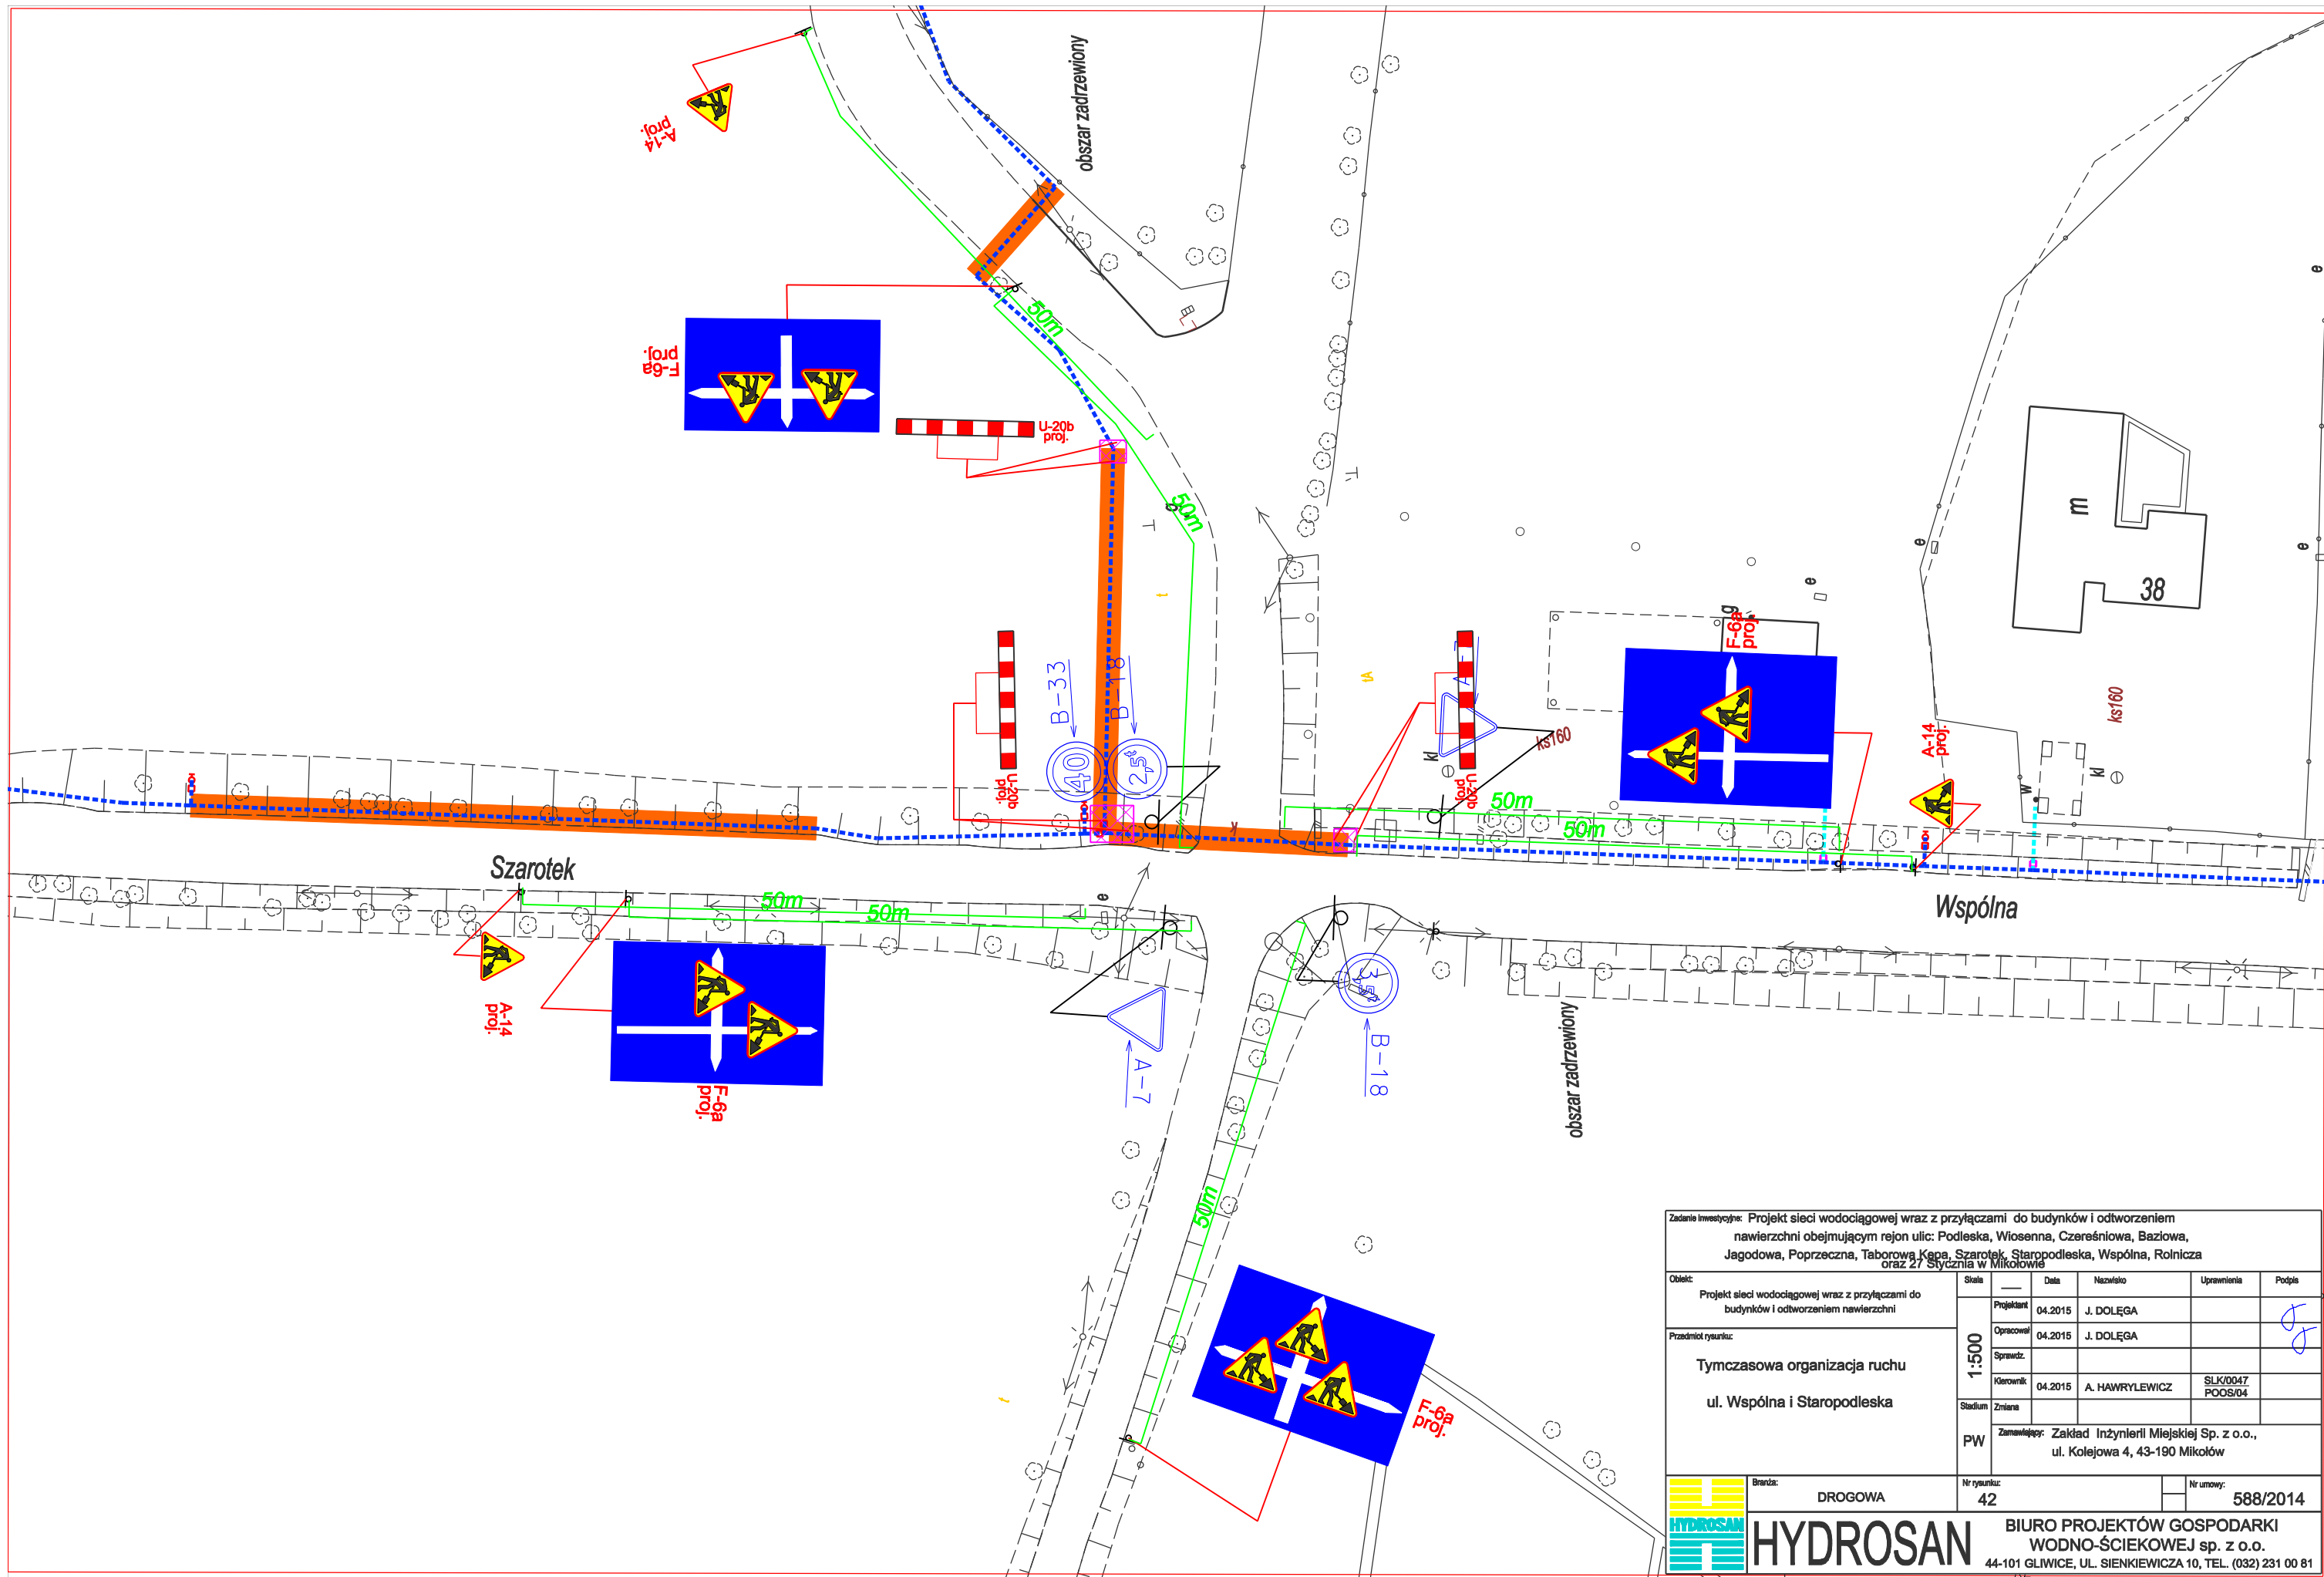 obszar zadrzewiony
A-14
proj.
50m
F-6a
proj.
U-20b
proj.
50m
T
T
m
38
e
e
e
e
g
F-6a
proj.
B-33
B-18
40
2,5t
U-20b
proj.
U-20b
proj.
ks160
ks160
kl
kl
w
A-14
proj.
50m
50m
Szarotek
Wspólna
50m
50m
e
A-14
proj.
F-6a
proj.
A-7
B-18
obszar zadrzewiony
50m
F-6a
proj.
t
t
Zadanie inwestycyjne: Projekt sieci wodociągowej wraz z przyłączami do budynków i odtworzeniem
nawierzchni obejmującym rejon ulic: Podleska, Wiosenna, Czereśniowa, Baziowa,
Jagodowa, Poprzeczna, Taborowa Kępa, Szarotek, Staropodleska, Wspólna, Rolnicza
oraz 27 Stycznia w Mikołowie
Obiekt:
Projekt sieci wodociągowej wraz z przyłączami do
budynków i odtworzeniem nawierzchni
Skala
Data
Nazwisko
Uprawnienia
Podpis
1:500
Projektant 04.2015 J. DOLĘGA
Opracował 04.2015 J. DOLĘGA
Sprawdz.
Kierownik 04.2015 A. HAWRYLEWICZ SLK/0047
POOS/04
Przedmiot rysunku:
Tymczasowa organizacja ruchu
ul. Wspólna i Staropodleska
Stadium
Zmiana
PW
Zamawiający: Zakład Inżynierii Miejskiej Sp. z o.o.,
ul. Kolejowa 4, 43-190 Mikołów
Branża:
DROGOWA
Nr rysunku:
42
Nr umowy:
588/2014
HYDROSAN
HYDROSAN
BIURO PROJEKTÓW GOSPODARKI
WODNO-ŚCIEKOWEJ sp. z o.o.
44-101 GLIWICE, UL. SIENKIEWICZA 10, TEL. (032) 231 00 81